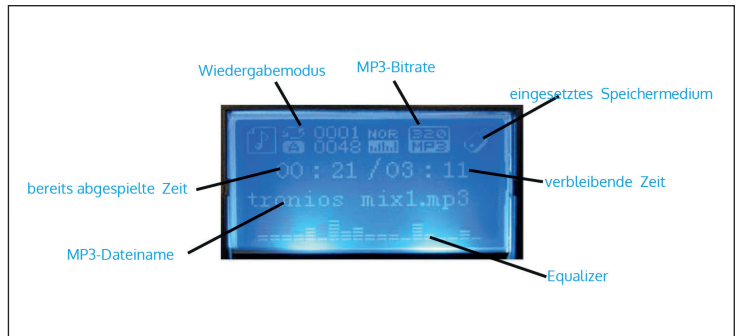 Wiedergabemodus
MP3-Bitrate
eingesetztes Speichermedium
0001 NOR 320
A 0048 MP3
00:21/03:11
bereits abgespielte Zeit
verbleibende Zeit
tronios mix1.mp3
MP3-Dateiname
Equalizer